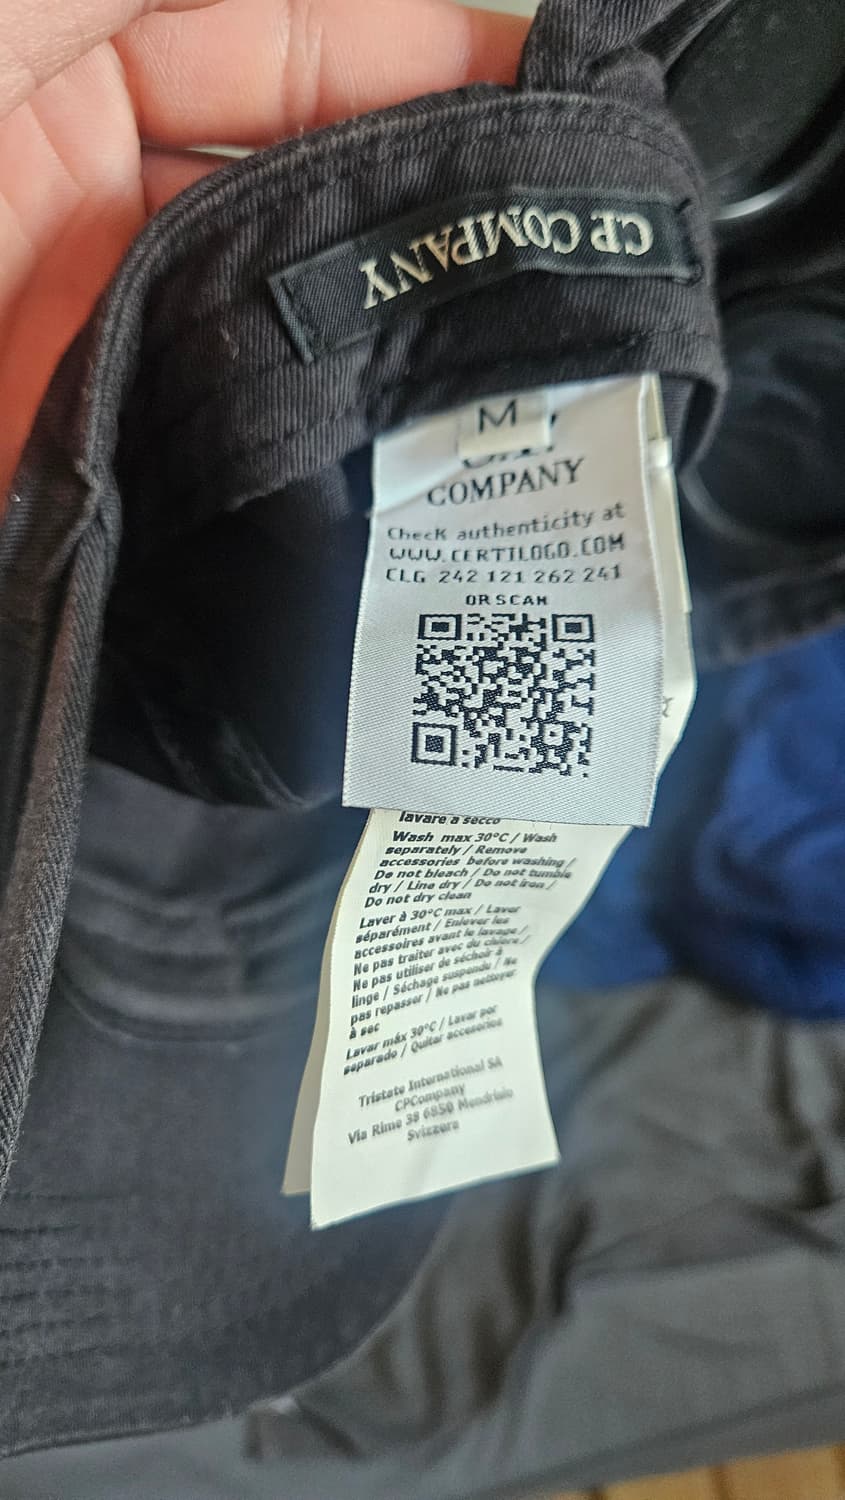 C.P. COMPANY
M
COMPANY
Check authenticity at
WWW.CERTILOGO.COM
CLG 242 121 262 241
OR SCAN
lavare a secco
Wash max 30°C / Wash
separately / Remove
accessories before washing /
Do not bleach / Do not tumble
dry / Line dry / Do not iron /
Do not dry clean
Laver à 30°C max / Laver
séparément / Enlever les
accessoires avant le lavage /
Ne pas traiter avec du chlore /
Ne pas utiliser de séchoir à
linge / Séchage suspendu / Ne
pas repasser / Ne pas nettoyer
à sec
Lavar máx 30°C / Lavar por
separado / Quitar accesorios
Tristate International SA
CPCompany
Via Rime 38 6850 Mendrisio
Svizzera